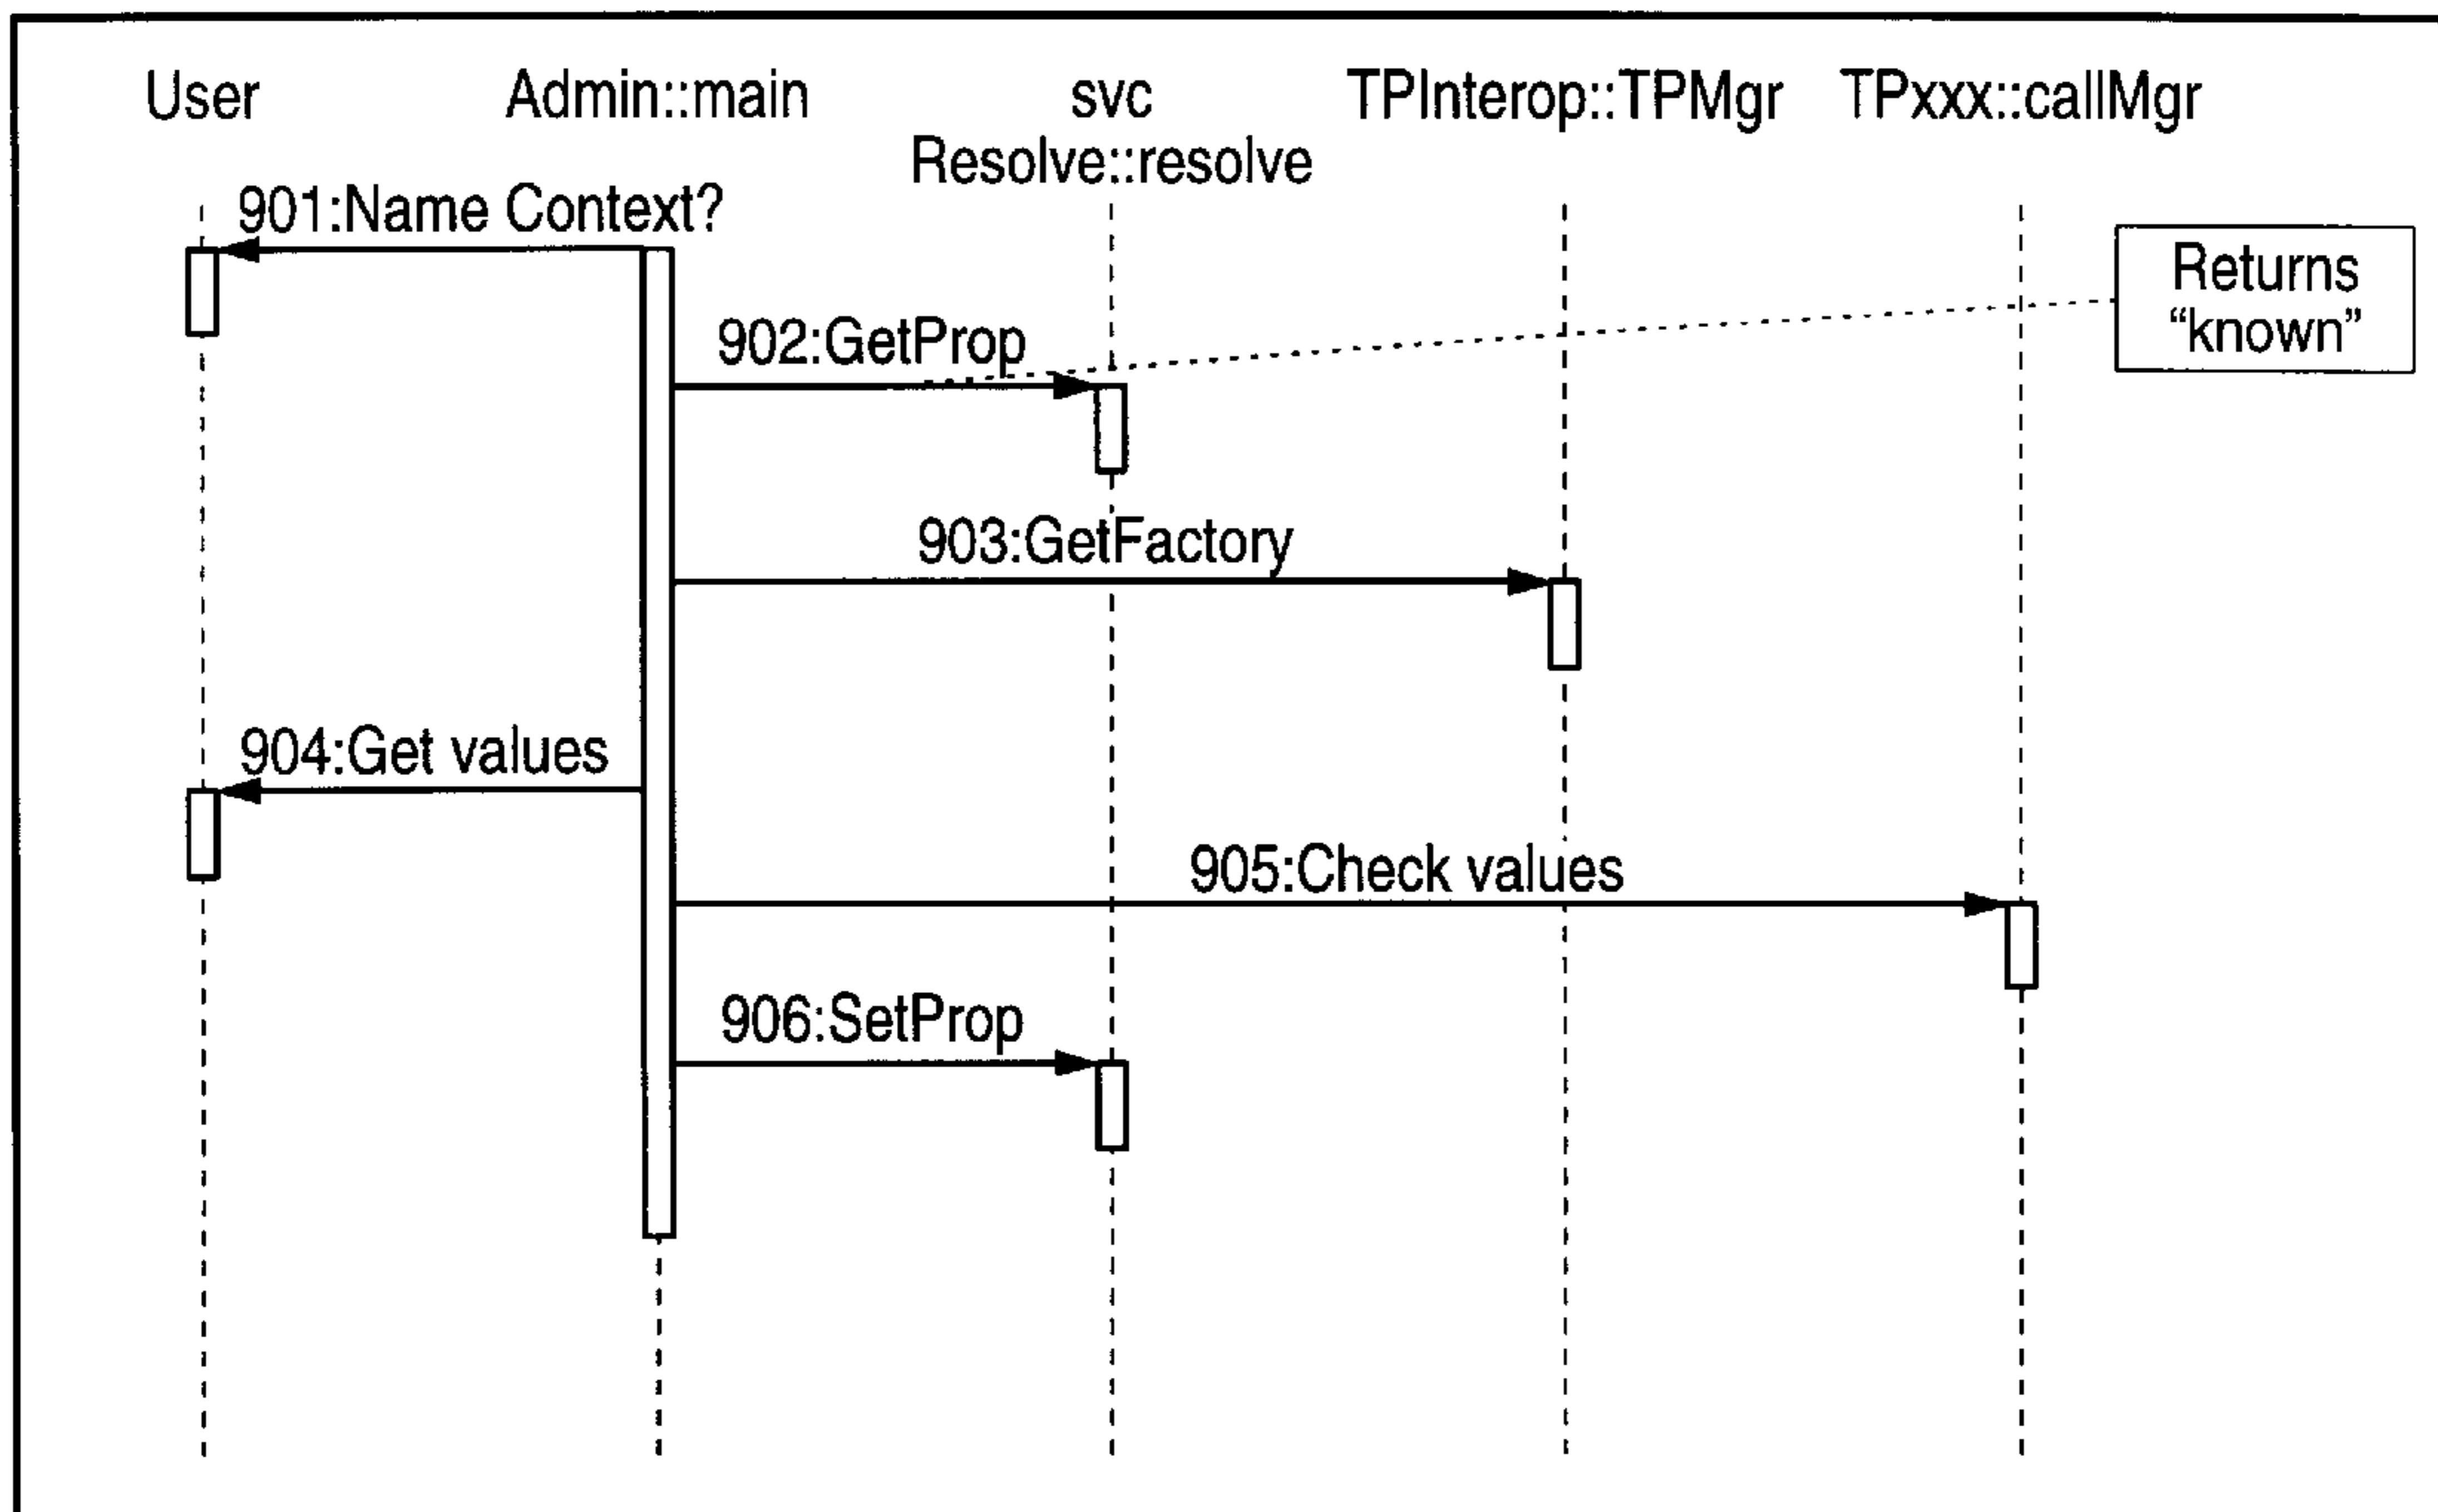 User
Admin::main
svc
Resolve::resolve
TPInterop::TPMgr
TPxxx::callMgr
901:Name Context?
Returns
“known”
902:GetProp
903:GetFactory
904:Get values
905:Check values
906:SetProp